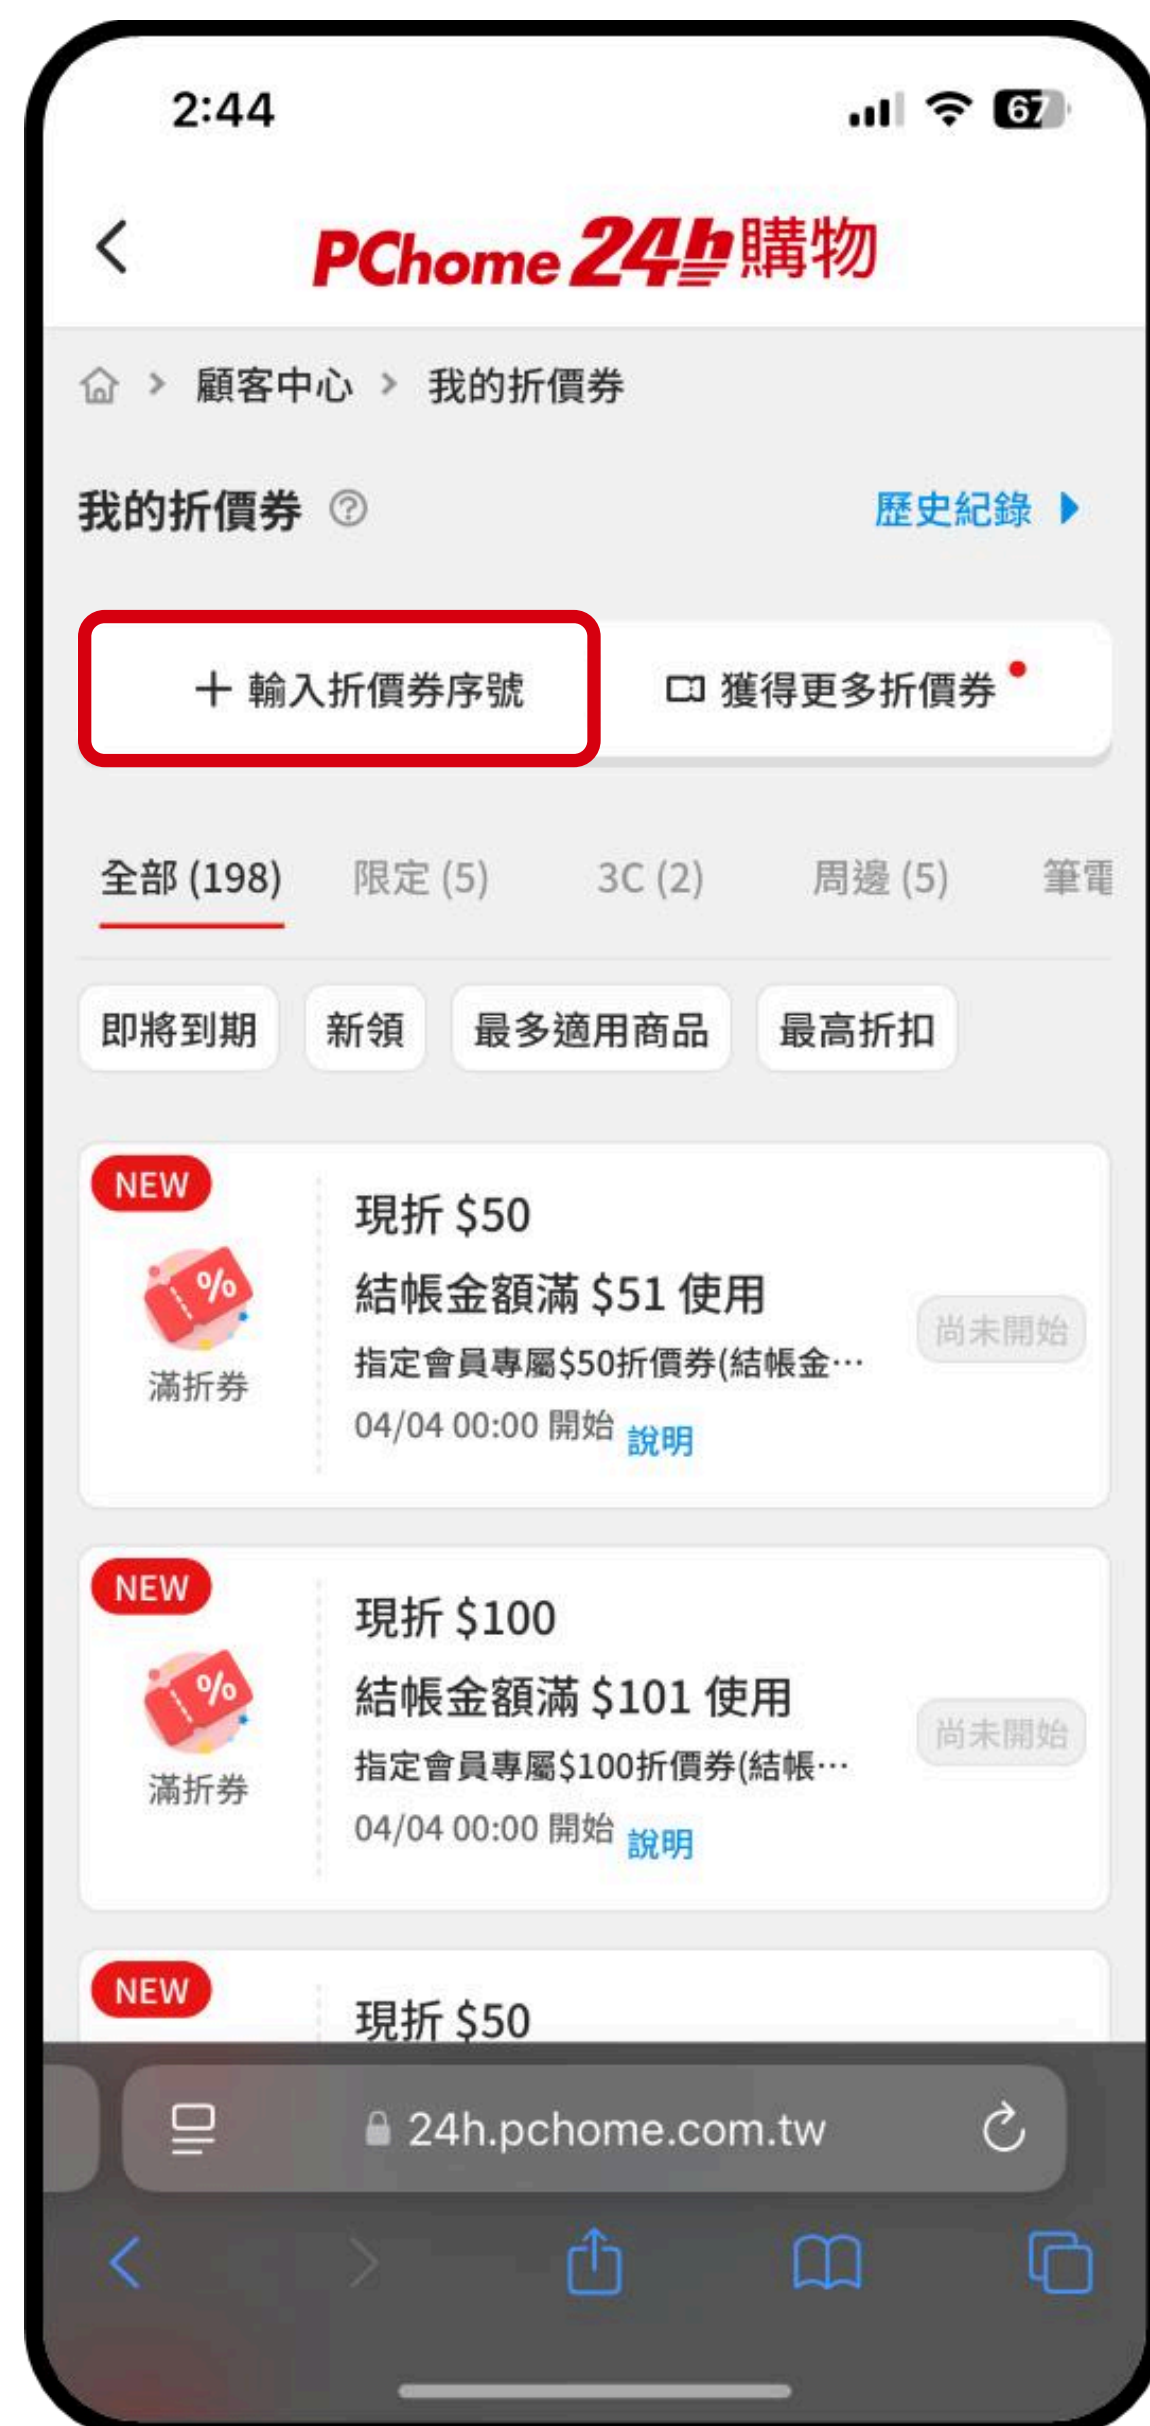 2:44
67
PChome 24h購物
顧客中心 > 我的折價券
我的折價券 ?
歷史紀錄
+ 輸入折價券序號
獲得更多折價券
全部 (198) 限定 (5) 3C (2) 周邊 (5) 筆電
即將到期 新領 最多適用商品 最高折扣
NEW
滿折券
現折 $50
結帳金額滿 $51 使用
指定會員專屬$50折價券(結帳金…
04/04 00:00 開始 說明
尚未開始
NEW
滿折券
現折 $100
結帳金額滿 $101 使用
指定會員專屬$100折價券(結帳…
04/04 00:00 開始 說明
尚未開始
NEW
現折 $50
24h.pchome.com.tw